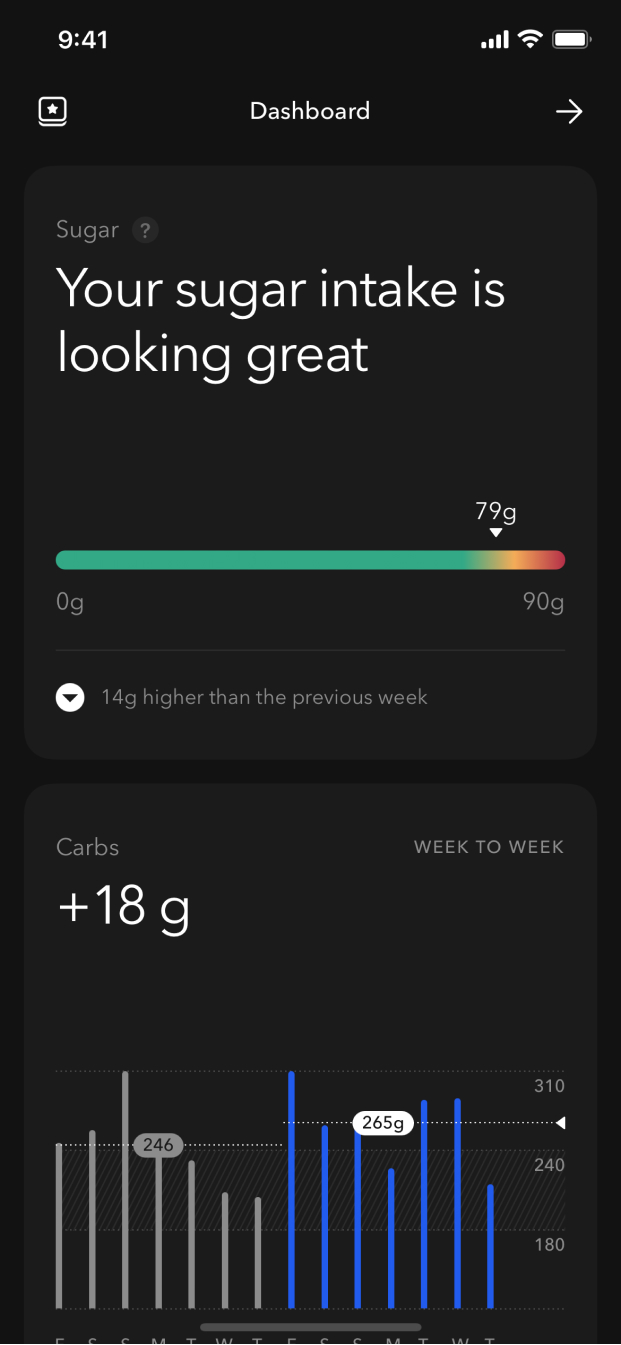 9:41
Dashboard
Sugar ?
Your sugar intake is
looking great
79g
0g 90g
14g higher than the previous week
Carbs WEEK TO WEEK
+18 g
310
265g
246
240
180
F S S M T W T F S S M T W T